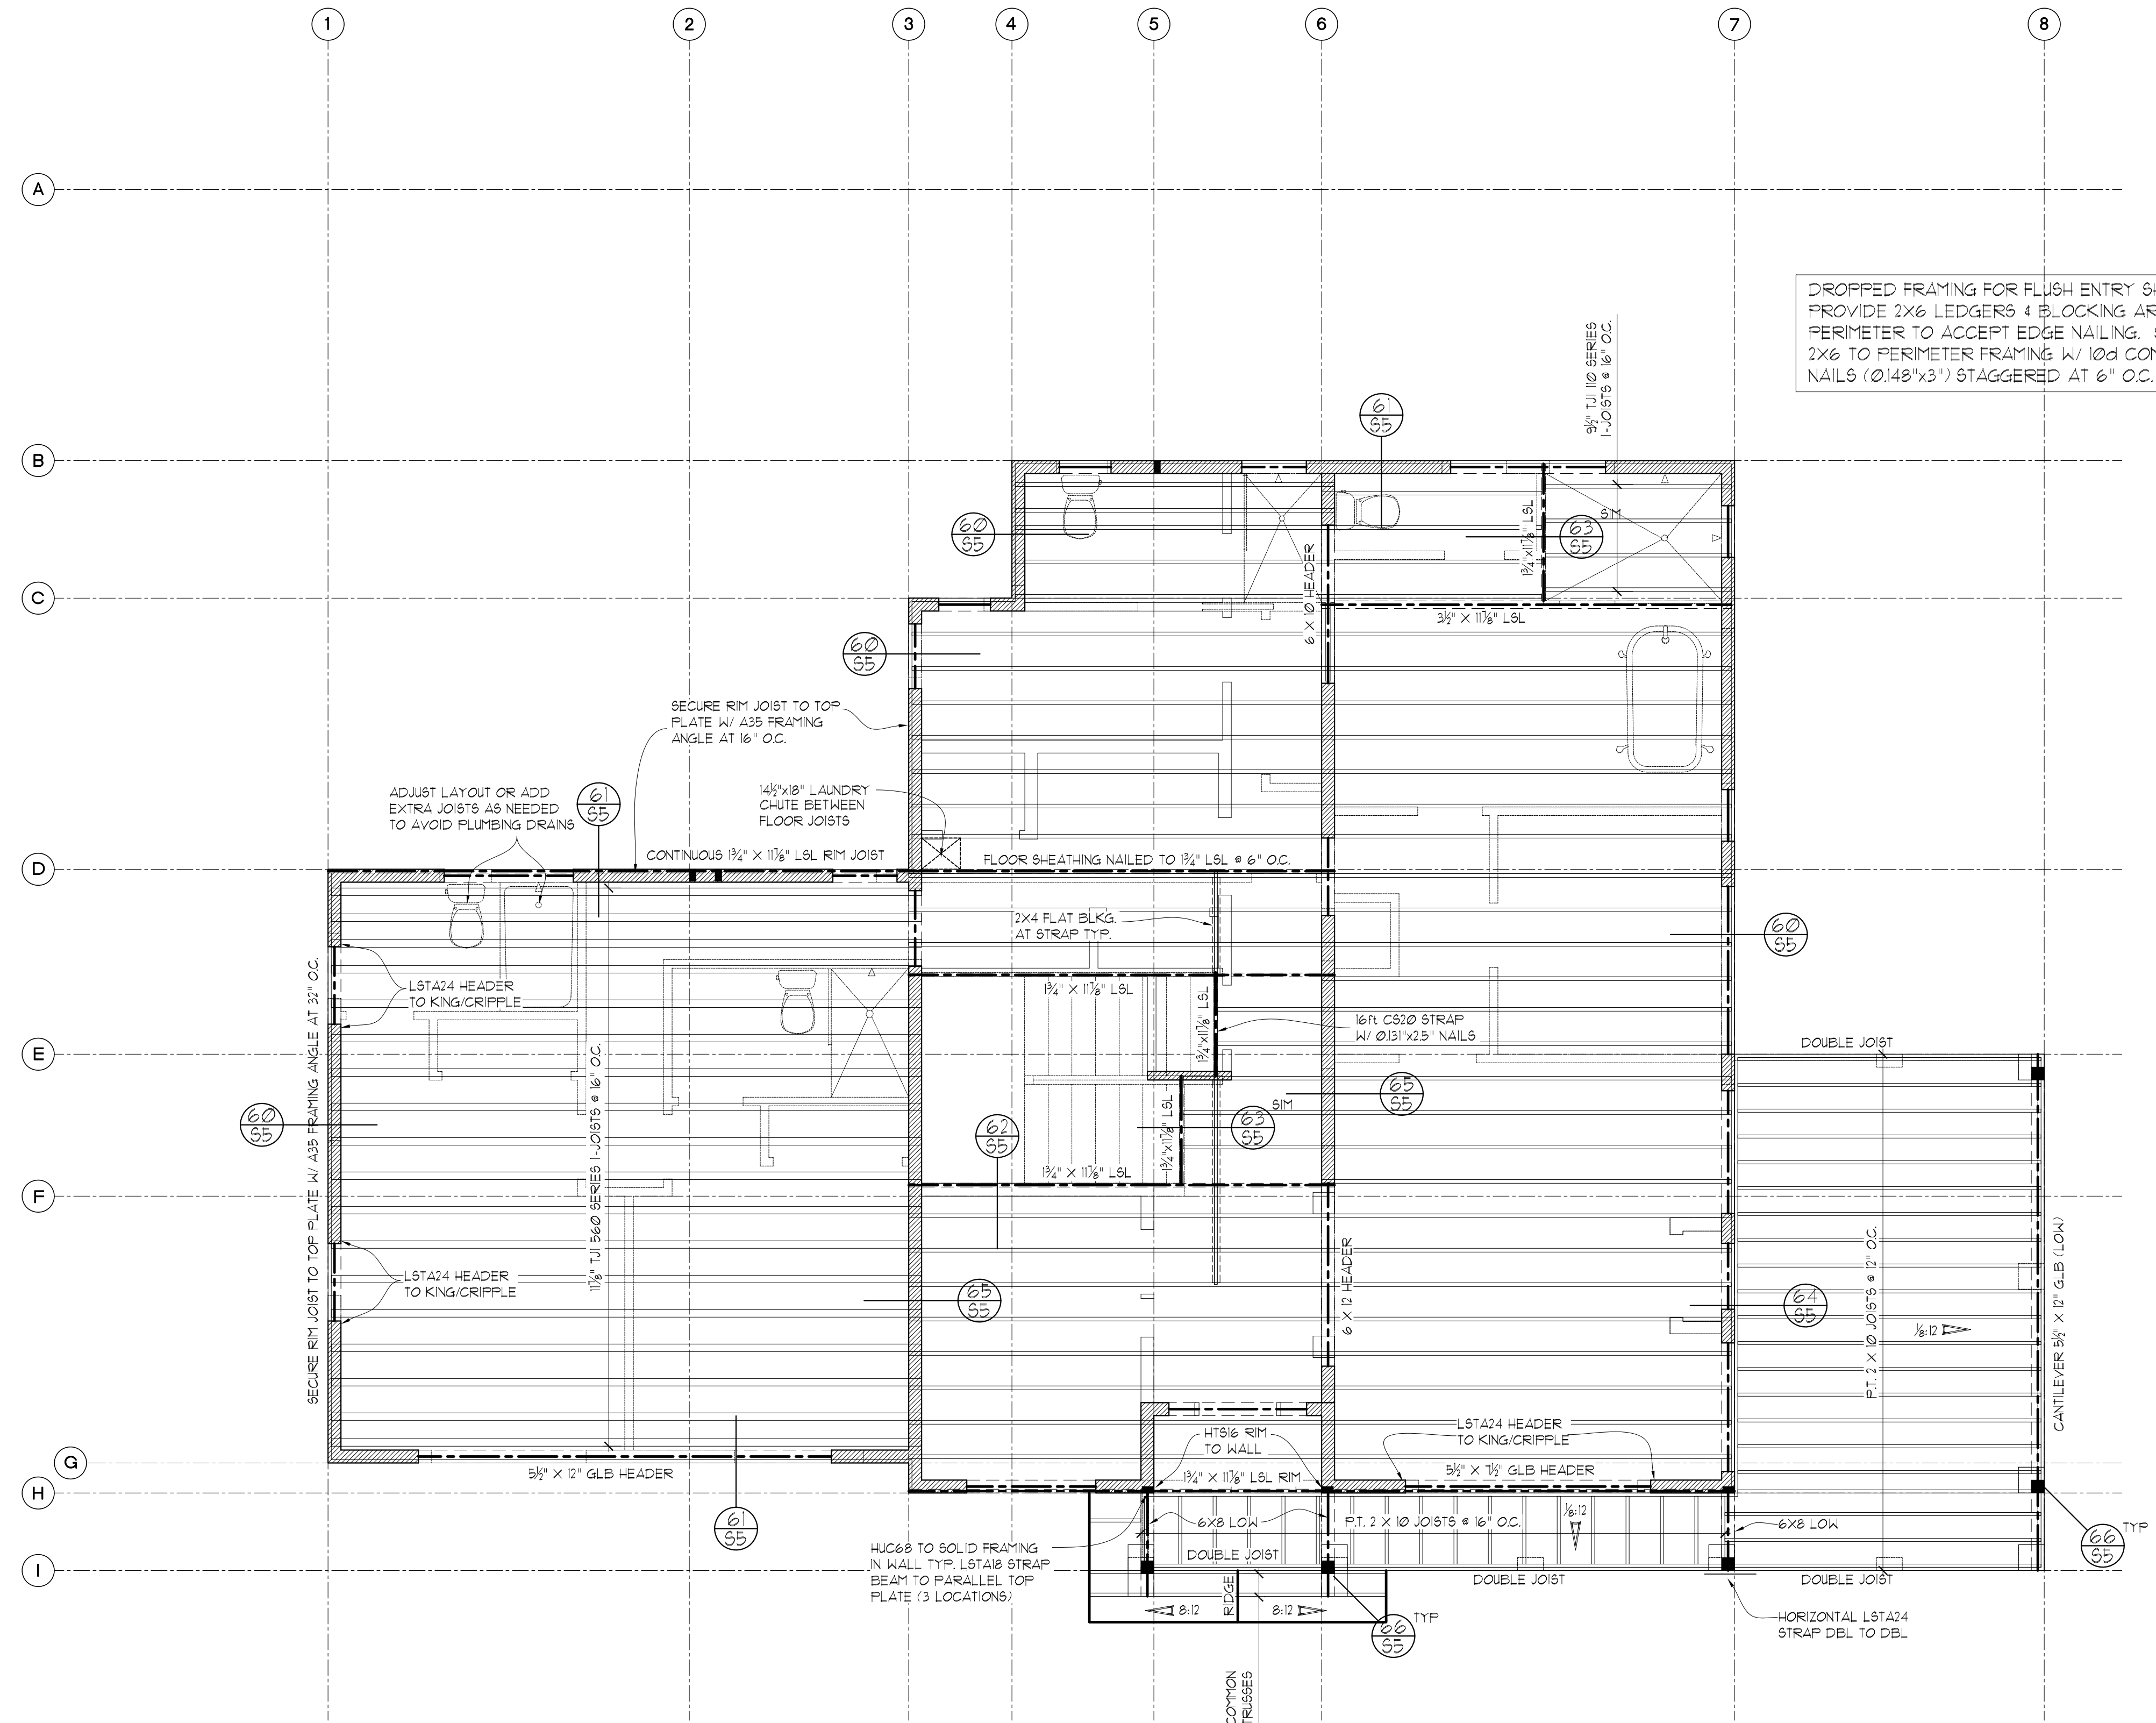 1 2 3 4 5 6 7 8
A
B
C
D
E
F
G
H
I
DROPPED FRAMING FOR FLUSH ENTRY
PROVIDE 2X6 LEDGERS & BLOCKING
PERIMETER TO ACCEPT EDGE NAILING.
2X6 TO PERIMETER FRAMING W/ 10d
NAILS (Ø.148"x3") STAGGERED AT 6" O.C.
9½" TJI 110 SERIES
I-JOISTS @ 16" O.C.
61
S5
60
S5
63
S5
SIM
1¾"x11⅞" LSL
6 X 10 HEADER
3½" X 11⅞" LSL
60
S5
SECURE RIM JOIST TO TOP
PLATE W/ A35 FRAMING
ANGLE AT 16" O.C.
ADJUST LAYOUT OR ADD
EXTRA JOISTS AS NEEDED
TO AVOID PLUMBING DRAINS
61
S5
14½"x18" LAUNDRY
CHUTE BETWEEN
FLOOR JOISTS
CONTINUOUS 1¾" X 11⅞" LSL RIM JOIST
FLOOR SHEATHING NAILED TO 1¾" LSL @ 6" O.C.
2X4 FLAT BLKG.
AT STRAP TYP.
60
S5
LSTA24 HEADER
TO KING/CRIPPLE
1¾" X 11⅞" LSL
1¾"x11⅞" LSL
16ft CS20 STRAP
W/ Ø.131"x2.5" NAILS
DOUBLE JOIST
SECURE RIM JOIST TO TOP PLATE W/ A35 FRAMING ANGLE AT 32" O.C.
11⅞" TJI 560 SERIES I-JOISTS @ 16" O.C.
60
S5
62
S5
65
S5
63
S5
SIM
1¾"x11⅞" LSL
1¾" X 11⅞" LSL
LSTA24 HEADER
TO KING/CRIPPLE
65
S5
6 X 12 HEADER
64
S5
P.T. 2 X 10 JOISTS @ 12" O.C.
⅛:12
CANTILEVER 5½" X 12" GLB (LOW)
HTS16 RIM
TO WALL
LSTA24 HEADER
TO KING/CRIPPLE
5½" X 12" GLB HEADER
1¾" X 11⅞" LSL RIM
5½" X 7½" GLB HEADER
61
S5
6X8 LOW
P.T. 2 X 10 JOISTS @ 16" O.C.
⅛:12
6X8 LOW
66
S5
TYP
HUC68 TO SOLID FRAMING
IN WALL TYP. LSTA18 STRAP
BEAM TO PARALLEL TOP
PLATE (3 LOCATIONS)
DOUBLE JOIST
DOUBLE JOIST
DOUBLE JOIST
8:12
RIDGE
8:12
66
S5
TYP
HORIZONTAL LSTA24
STRAP DBL TO DBL
COMMON
TRUSSES